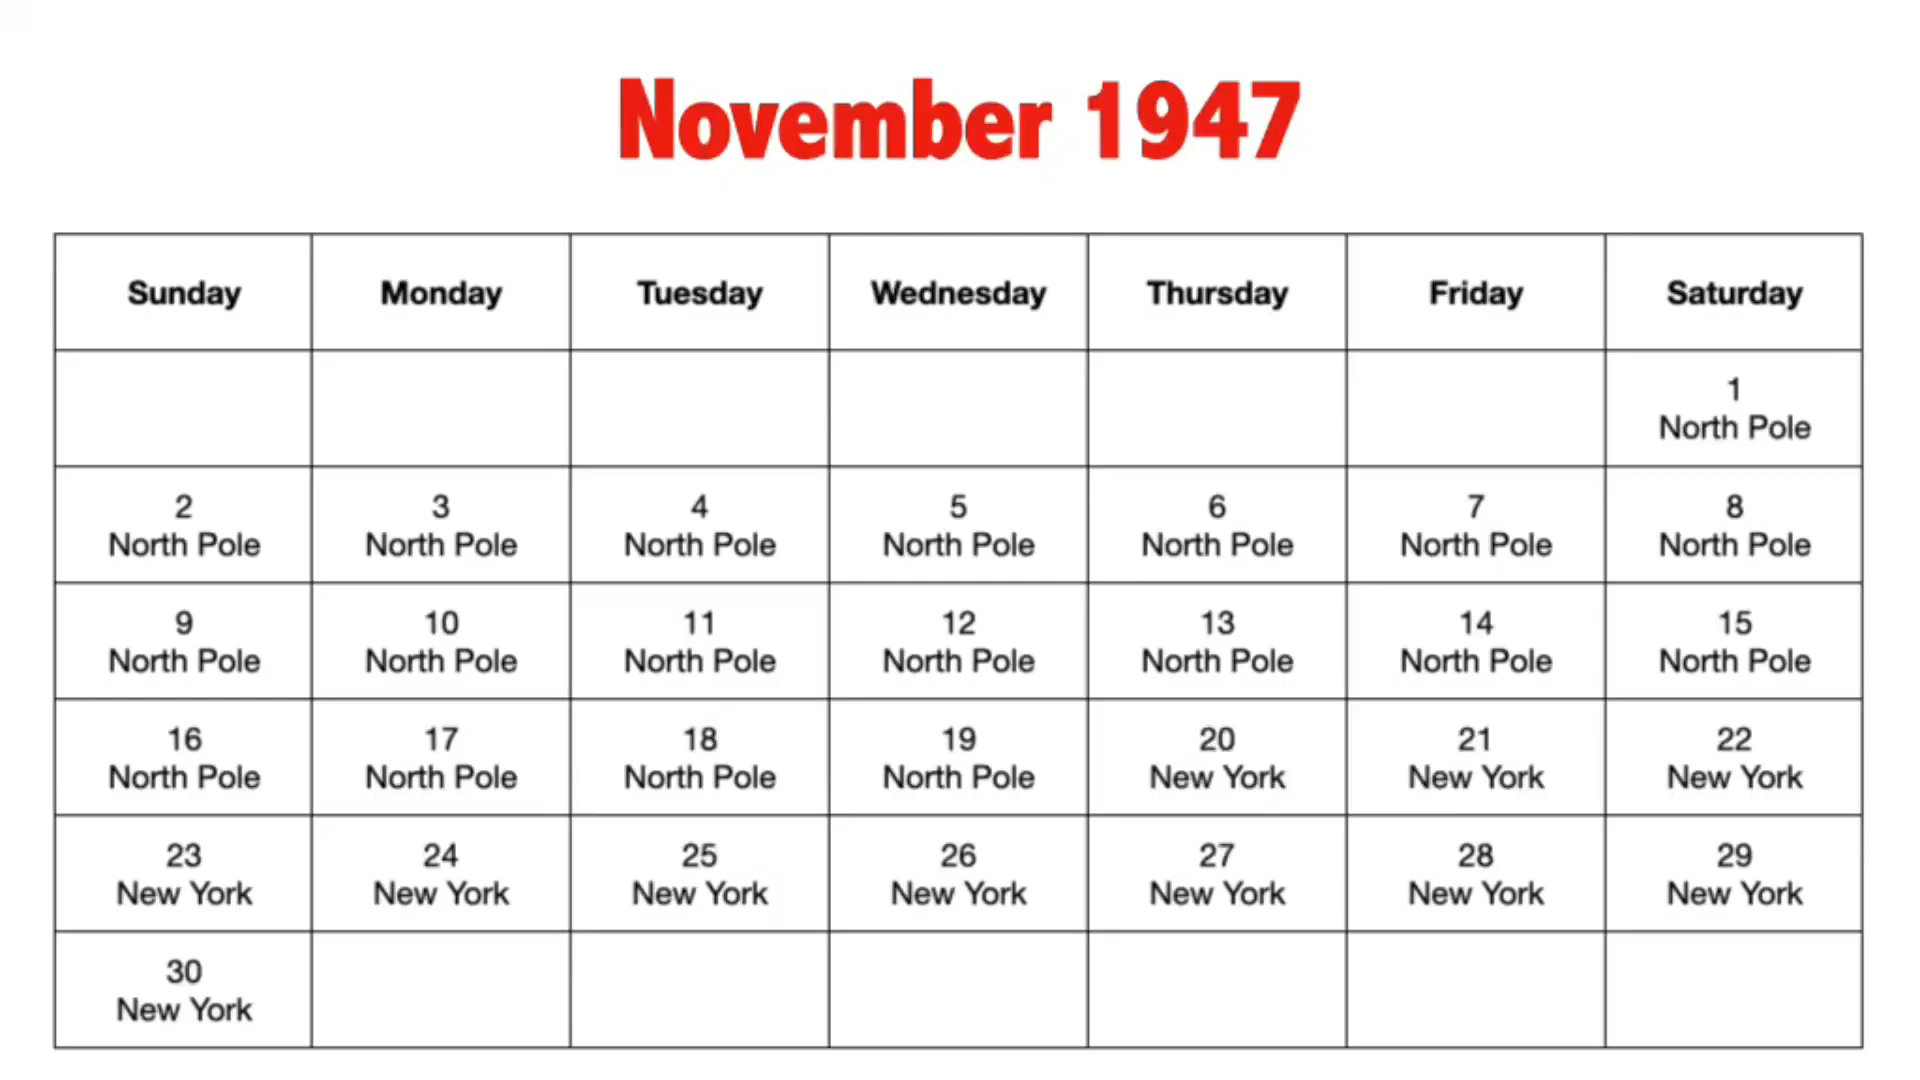 November 1947
Sunday Monday Tuesday Wednesday Thursday Friday Saturday
1
North Pole
2 3 4 5 6 7 8
North Pole North Pole North Pole North Pole North Pole North Pole North Pole
9 10 11 12 13 14 15
North Pole North Pole North Pole North Pole North Pole North Pole North Pole
16 17 18 19 20 21 22
North Pole North Pole North Pole North Pole New York New York New York
23 24 25 26 27 28 29
New York New York New York New York New York New York New York
30
New York